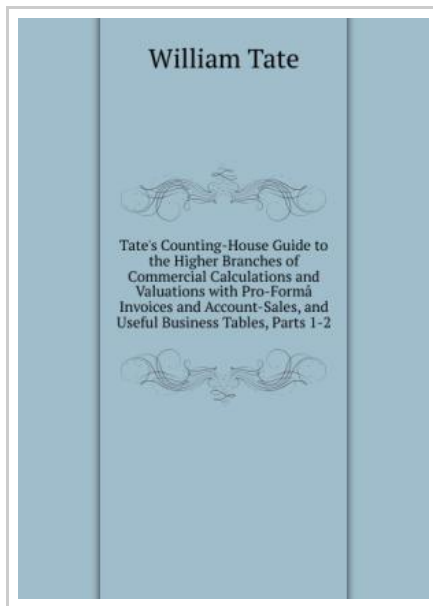 William Tate
Tate's Counting-House Guide to
the Higher Branches of
Commercial Calculations and
Valuations with Pro-Formâ
Invoices and Account-Sales, and
Useful Business Tables, Parts 1-2